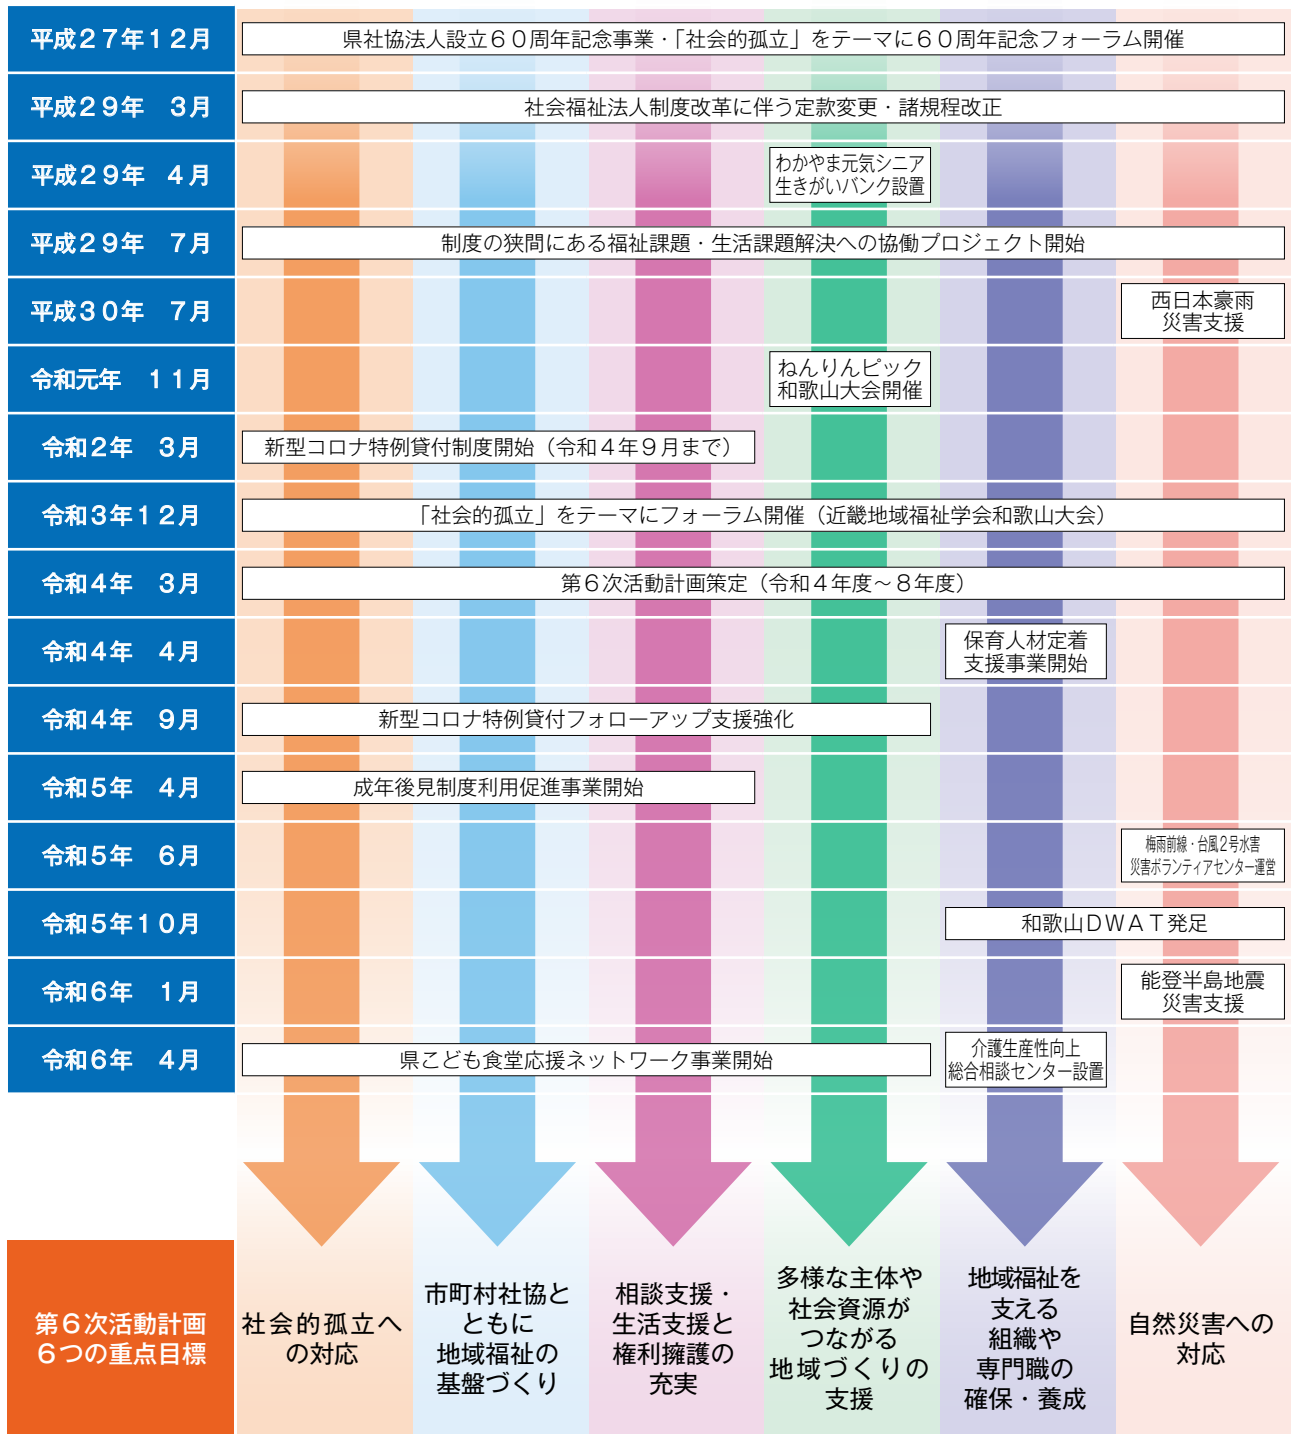 平成２７年１２月
県社協法人設立６０周年記念事業・「社会的孤立」をテーマに６０周年記念フォーラム開催
平成２９年　３月
社会福祉法人制度改革に伴う定款変更・諸規程改正
平成２９年　４月
わかやま元気シニア
生きがいバンク設置
平成２９年　７月
制度の狭間にある福祉課題・生活課題解決への協働プロジェクト開始
平成３０年　７月
西日本豪雨
災害支援
令和元年　１１月
ねんりんピック
和歌山大会開催
令和２年　３月
新型コロナ特例貸付制度開始（令和４年９月まで）
令和３年１２月
「社会的孤立」をテーマにフォーラム開催（近畿地域福祉学会和歌山大会）
令和４年　３月
第６次活動計画策定（令和４年度～８年度）
令和４年　４月
保育人材定着
支援事業開始
令和４年　９月
新型コロナ特例貸付フォローアップ支援強化
令和５年　４月
成年後見制度利用促進事業開始
令和５年　６月
梅雨前線・台風２号水害
災害ボランティアセンター運営
令和５年１０月
和歌山ＤＷＡＴ発足
令和６年　１月
能登半島地震
災害支援
令和６年　４月
県こども食堂応援ネットワーク事業開始
介護生産性向上
総合相談センター設置
第６次活動計画
６つの重点目標
社会的孤立へ
の対応
市町村社協と
ともに
地域福祉の
基盤づくり
相談支援・
生活支援と
権利擁護の
充実
多様な主体や
社会資源が
つながる
地域づくりの
支援
地域福祉を
支える
組織や
専門職の
確保・養成
自然災害への
対応